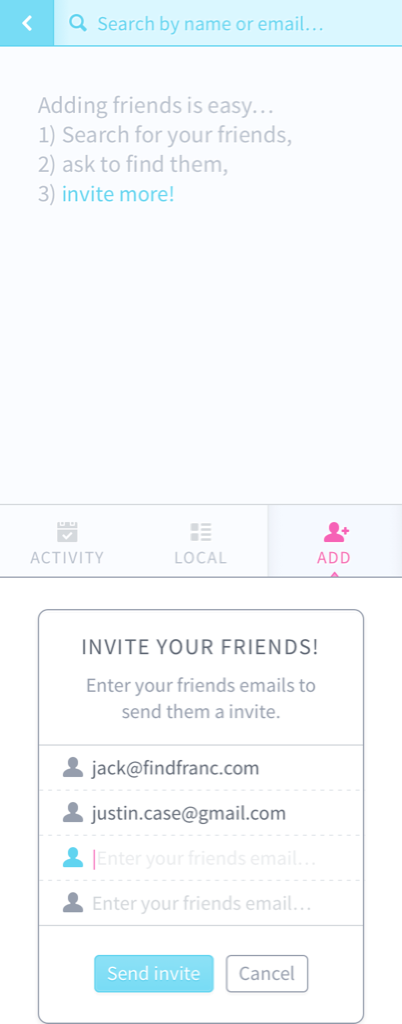 Search by name or email...
Adding friends is easy...
1) Search for your friends,
2) ask to find them,
3) invite more!
ACTIVITY LOCAL ADD
INVITE YOUR FRIENDS!
Enter your friends emails to
send them a invite.
jack@findfranc.com
justin.case@gmail.com
Enter your friends email...
Enter your friends email...
Send invite Cancel